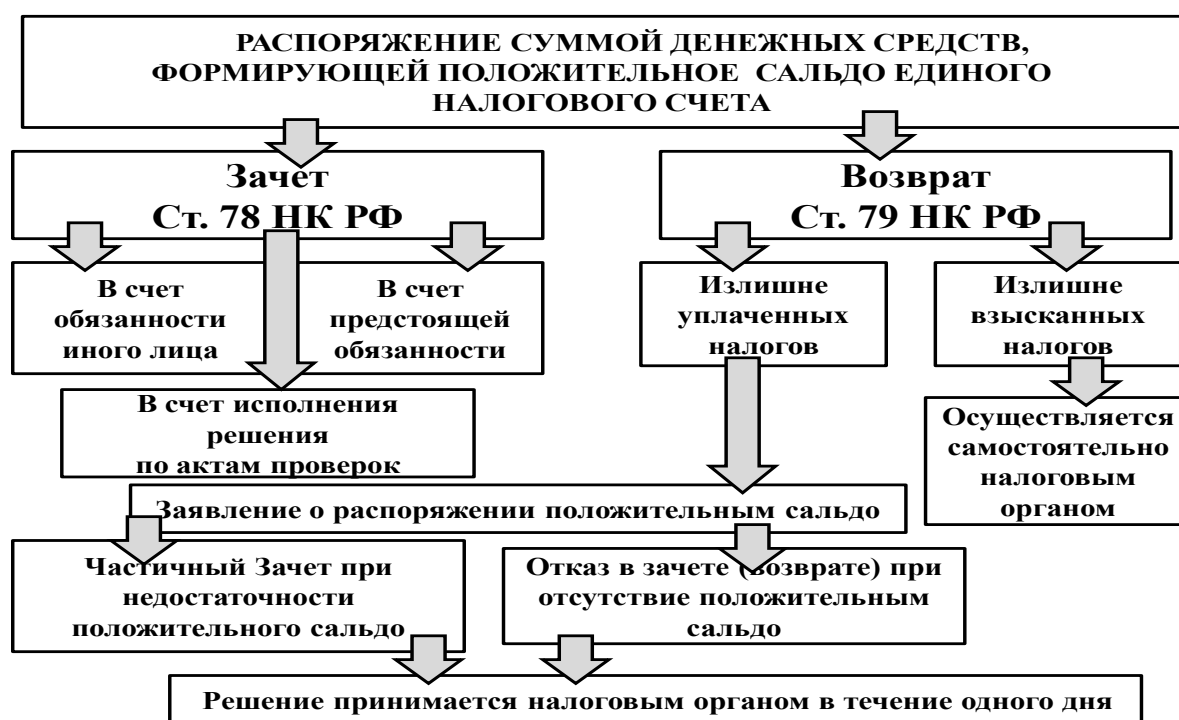 РАСПОРЯЖЕНИЕ СУММОЙ ДЕНЕЖНЫХ СРЕДСТВ,
ФОРМИРУЮЩЕЙ ПОЛОЖИТЕЛЬНОЕ САЛЬДО ЕДИНОГО
НАЛОГОВОГО СЧЕТА
Зачет
Ст. 78 НК РФ
Возврат
Ст. 79 НК РФ
В счет
обязанности
иного лица
В счет
предстоящей
обязанности
Излишне
уплаченных
налогов
Излишне
взысканных
налогов
В счет исполнения
решения
по актам проверок
Осуществляется
самостоятельно
налоговым
органом
Заявление о распоряжении положительным сальдо
Частичный Зачет при
недостаточности
положительного сальдо
Отказ в зачете (возврате) при
отсутствие положительным
сальдо
Решение принимается налоговым органом в течение одного дня